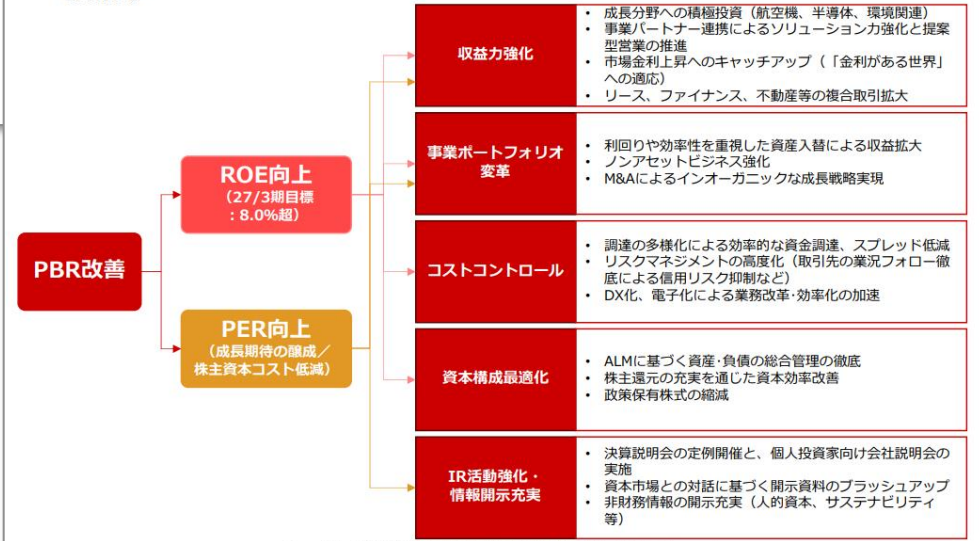 PBR改善
ROE向上
（27/3期目標
：8.0%超）
PER向上
（成長期待の醸成／
株主資本コスト低減）
収益力強化
• 成長分野への積極投資（航空機、半導体、環境関連）
• 事業パートナー連携によるソリューション力強化と提案
型営業の推進
• 市場金利上昇へのキャッチアップ（「金利がある世界」
への適応）
• リース、ファイナンス、不動産等の複合取引拡大
事業ポートフォリオ
変革
• 利回りや効率性を重視した資産入替による収益拡大
• ノンアセットビジネス強化
• M&Aによるインオーガニックな成長戦略実現
コストコントロール
• 調達の多様化による効率的な資金調達、スプレッド低減
• リスクマネジメントの高度化（取引先の業況フォロー徹
底による信用リスク抑制など）
• DX化、電子化による業務改革･効率化の加速
資本構成最適化
• ALMに基づく資産･負債の総合管理の徹底
• 株主還元の充実を通じた資本効率改善
• 政策保有株式の縮減
IR活動強化・
情報開示充実
• 決算説明会の定例開催と、個人投資家向け会社説明会の
実施
• 資本市場との対話に基づく開示資料のブラッシュアップ
• 非財務情報の開示充実（人的資本、サステナビリティ
等）